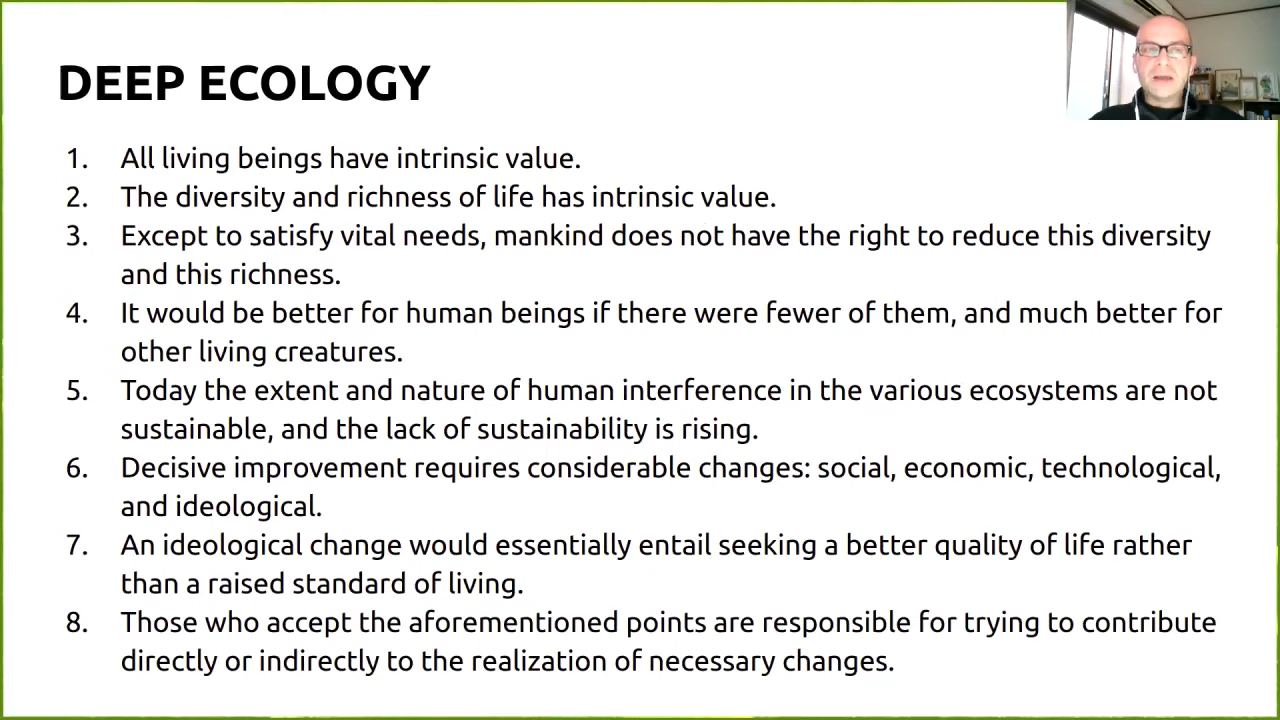 DEEP ECOLOGY
1. All living beings have intrinsic value.
2. The diversity and richness of life has intrinsic value.
3. Except to satisfy vital needs, mankind does not have the right to reduce this diversity
and this richness.
4. It would be better for human beings if there were fewer of them, and much better for
other living creatures.
5. Today the extent and nature of human interference in the various ecosystems are not
sustainable, and the lack of sustainability is rising.
6. Decisive improvement requires considerable changes: social, economic, technological,
and ideological.
7. An ideological change would essentially entail seeking a better quality of life rather
than a raised standard of living.
8. Those who accept the aforementioned points are responsible for trying to contribute
directly or indirectly to the realization of necessary changes.